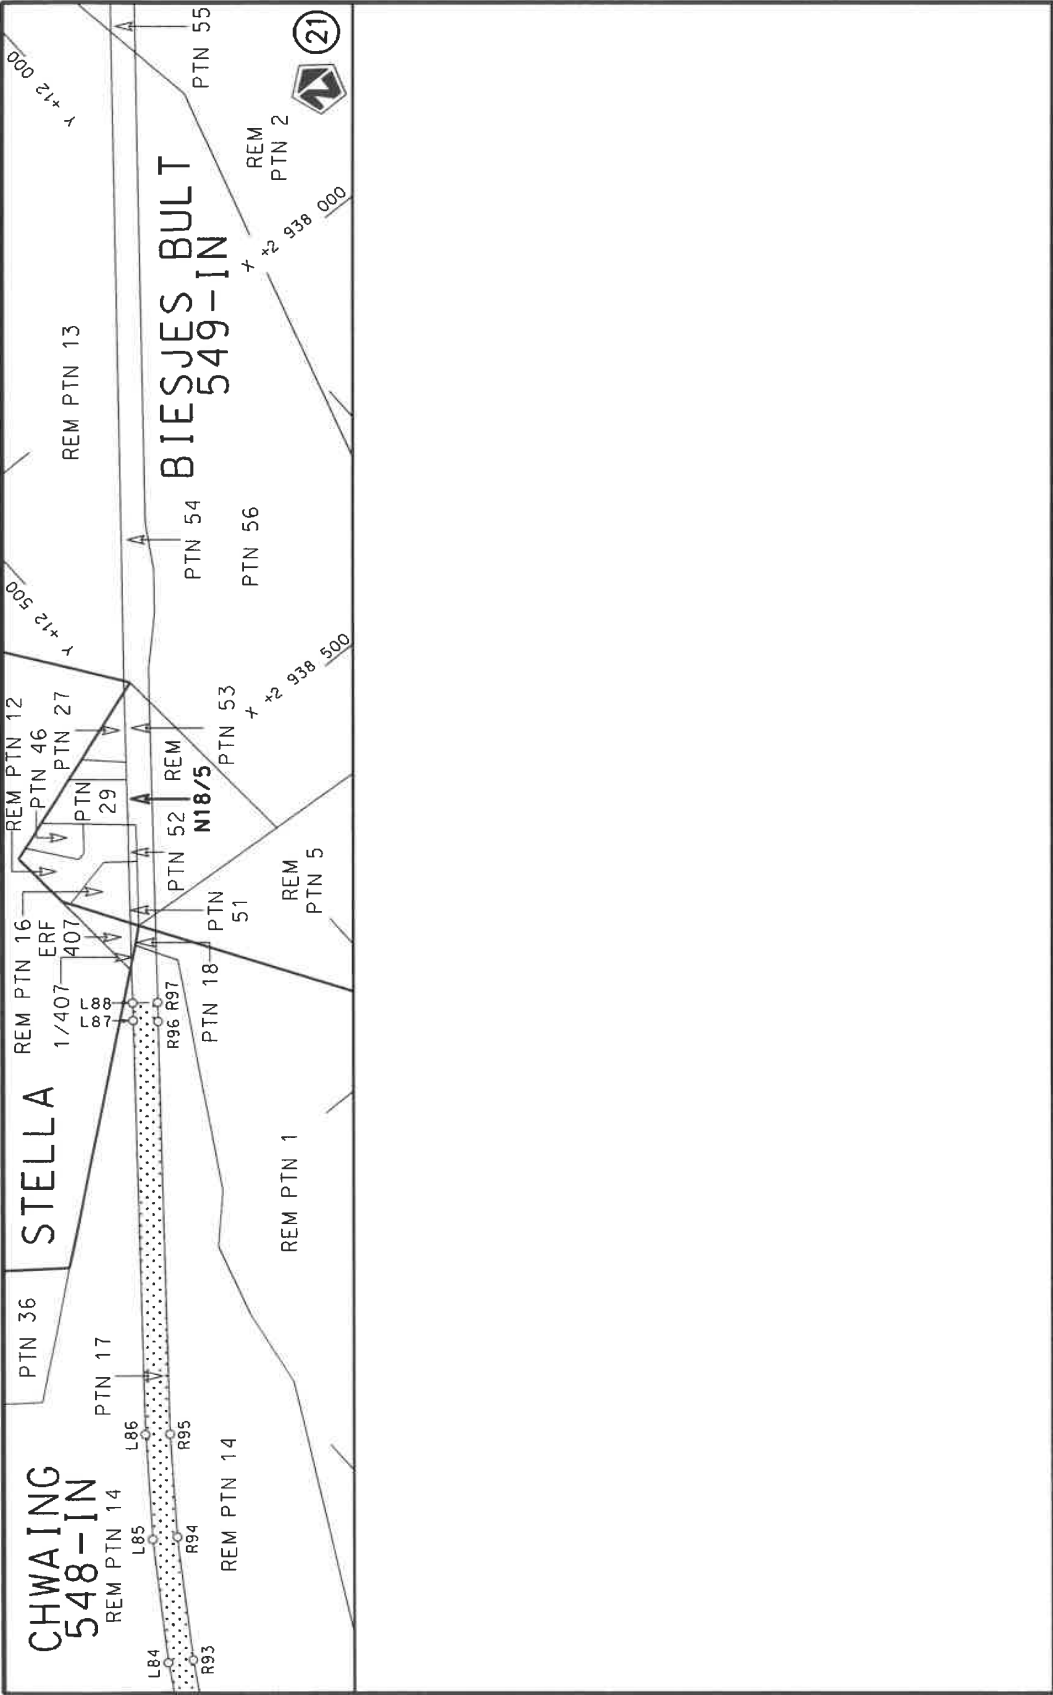 CHWAING
548-IN
REM PTN 14
PTN 36
STELLA
REM PTN 16
ERF
407
1/407
REM PTN 12
PTN 46
PTN 27
PTN
29
Y +12 500
REM PTN 13
Y +12 000
L84
L85
L86
L87
L88
PTN 17
R93
R94
R95
R96
R97
REM PTN 14
REM PTN 1
PTN 18
PTN
51
PTN 52
N18/5
REM
PTN 53
REM
PTN 5
X +2 938 500
PTN 54
PTN 56
BIESJES BULT
549-IN
X +2 938 000
REM
PTN 2
PTN 55
N
21